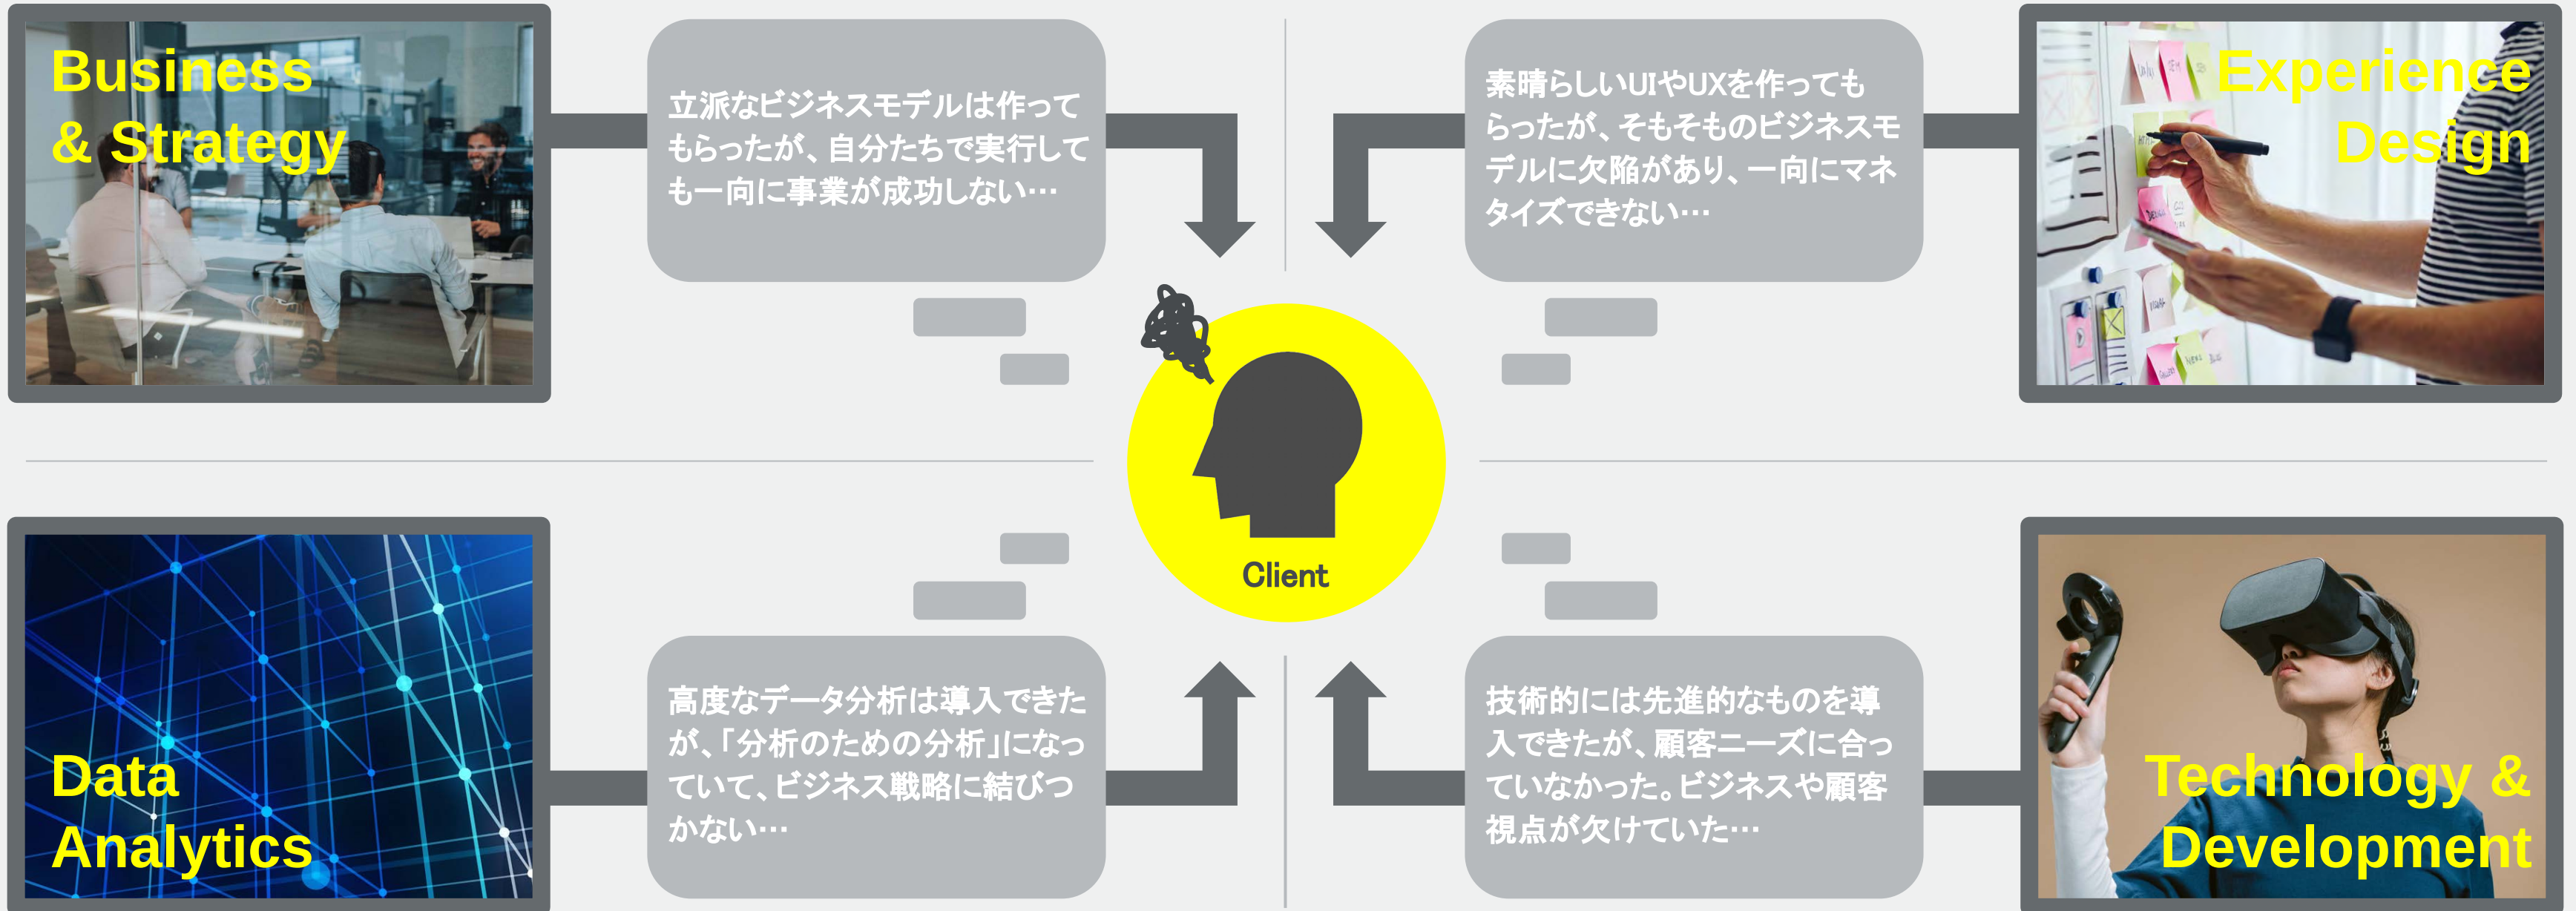 Business
& Strategy
立派なビジネスモデルは作って
もらったが、自分たちで実行して
も一向に事業が成功しない…
素晴らしいUIやUXを作っても
らったが、そもそものビジネスモ
デルに欠陥があり、一向にマネ
タイズできない…
Experience
Design
Client
Data
Analytics
高度なデータ分析は導入できた
が、「分析のための分析」になっ
ていて、ビジネス戦略に結びつ
かない…
技術的には先進的なものを導
入できたが、顧客ニーズに合っ
ていなかった。ビジネスや顧客
視点が欠けていた…
Technology &
Development